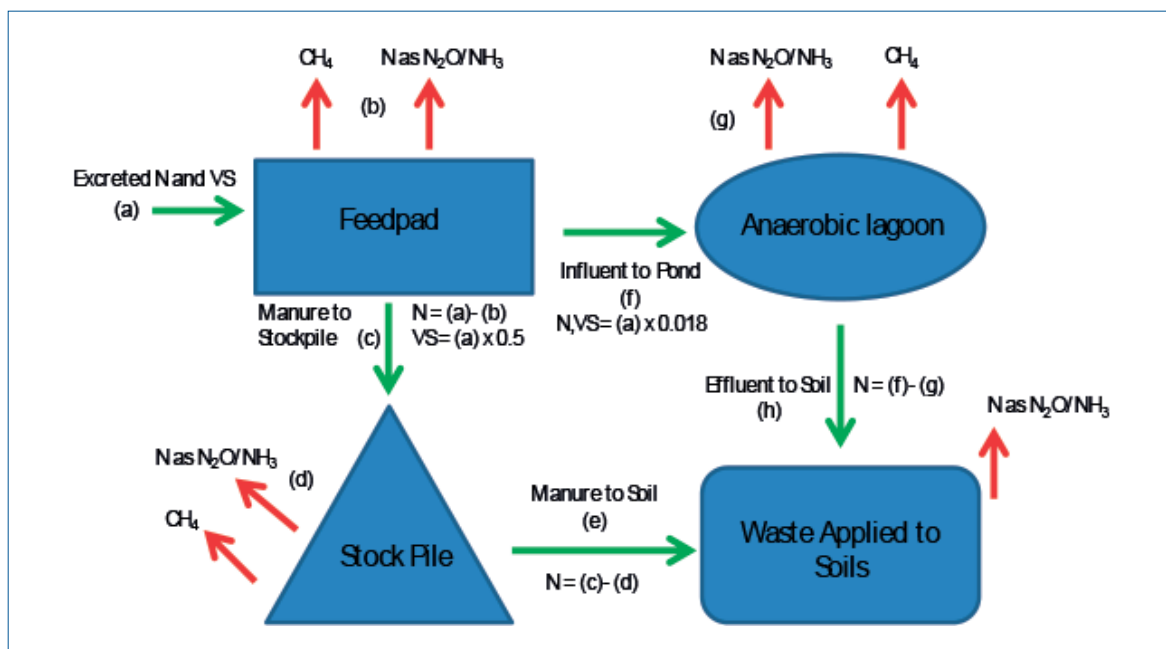 CH₄
N as N₂O/NH₃
(b)
N as N₂O/NH₃
CH₄
(g)
Excreted N and VS
(a)
Feedpad
Anaerobic lagoon
Influent to Pond
(f)
N,VS= (a) x 0.018
Manure to
Stockpile
(c)
N = (a)- (b)
VS= (a) x 0.5
Effluent to Soil
(h)
N = (f)- (g)
N as N₂O/NH₃
N as N₂O/NH₃
(d)
CH₄
Stock Pile
Manure to Soil
(e)
N = (c)- (d)
Waste Applied to
Soils